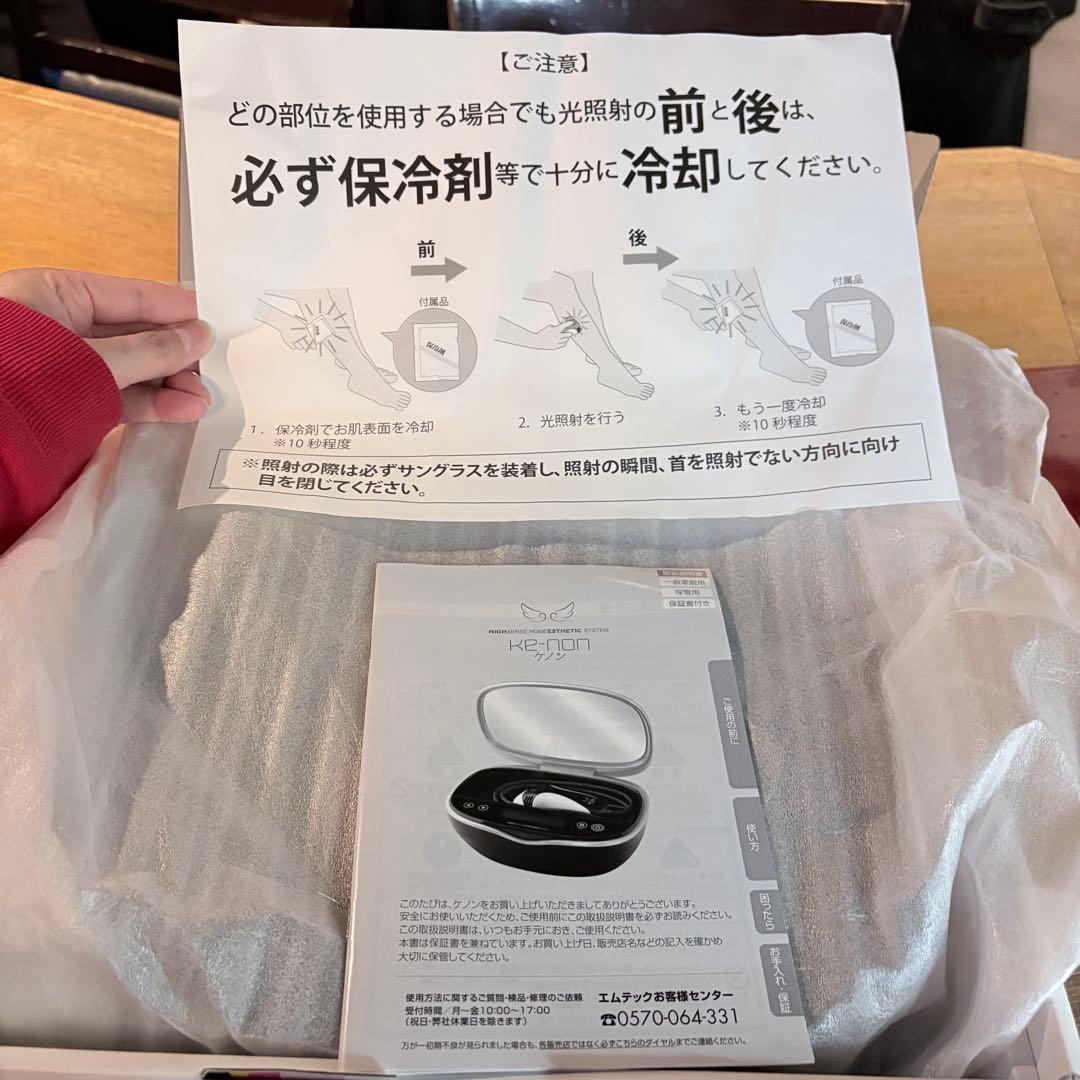 【ご注意】
どの部位を使用する場合でも光照射の前と後は、
必ず保冷剤等で十分に冷却してください。
前
後
付属品
保冷剤
付属品
保冷剤
1. 保冷剤でお肌表面を冷却
※10 秒程度
2. 光照射を行う
3. もう一度冷却
※10 秒程度
※照射の際は必ずサングラスを装着し、照射の瞬間、首を照射でない方向に向け
目を閉じてください。
取扱説明書
一般家庭用
保管用
保証書付き
HIGHSENSE HOMEESTHETIC SYSTEM
Ke-non
ケノン
ご使用の前に
使い方
困ったら
お手入れ・保証
このたびは、ケノンをお買い上げいただきましてありがとうございます。
安全にお使いいただくため、ご使用前にこの取扱説明書を必ずお読みください。
この取扱説明書は、いつもお手元におき、ご使用ください。
本書は保証書を兼ねています。お買い上げ日、販売店名などの記入を確かめ
大切に保管してください。
使用方法に関するご質問・検品・修理のご依頼
受付時間／月〜金10:00〜17:00
（祝日・弊社休業日を除きます）
エムテックお客様センター
☎0570-064-331
万が一初期不良が見られました場合も、各販売店ではなく必ずこちらのダイヤルまでご連絡ください。